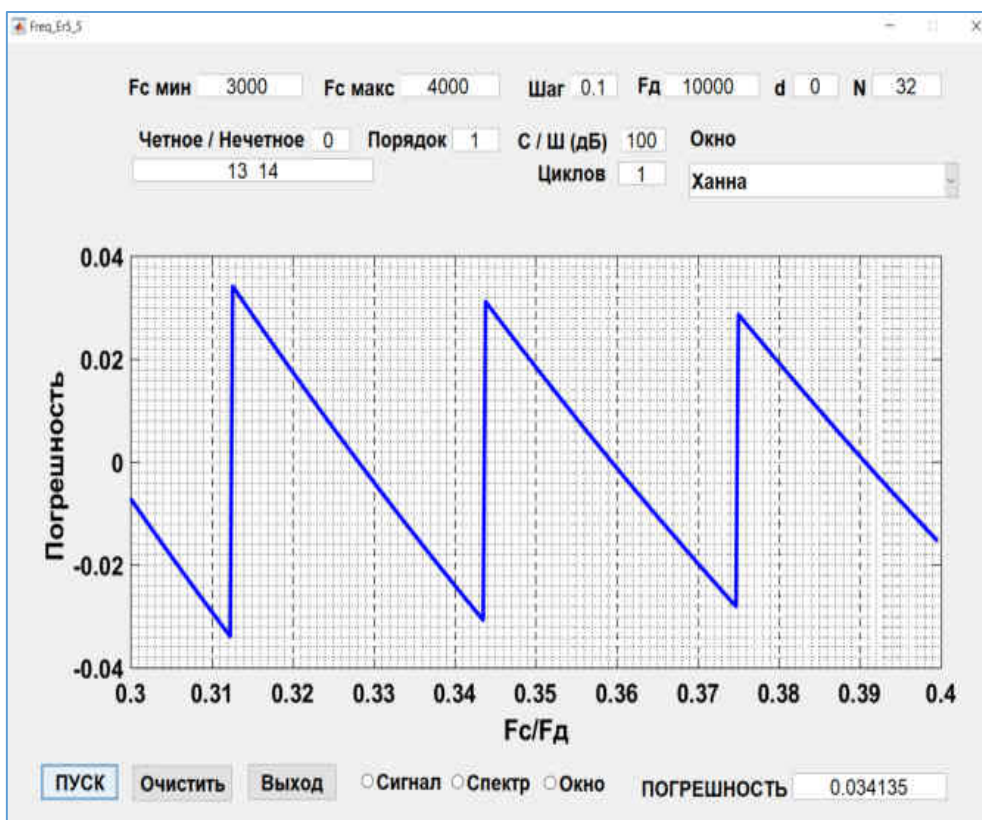 Freq_Er5_5
Fc мин 3000 Fc макс 4000 Шаг 0.1 Fд 10000 d 0 N 32
Четное / Нечетное 0 Порядок 1 С / Ш (дБ) 100 Окно
13 14 Циклов 1 Ханна
0.04
0.02
0
-0.02
-0.04
Погрешность
0.3 0.31 0.32 0.33 0.34 0.35 0.36 0.37 0.38 0.39 0.4
Fc/Fд
ПУСК Очистить Выход Сигнал Спектр Окно ПОГРЕШНОСТЬ 0.034135